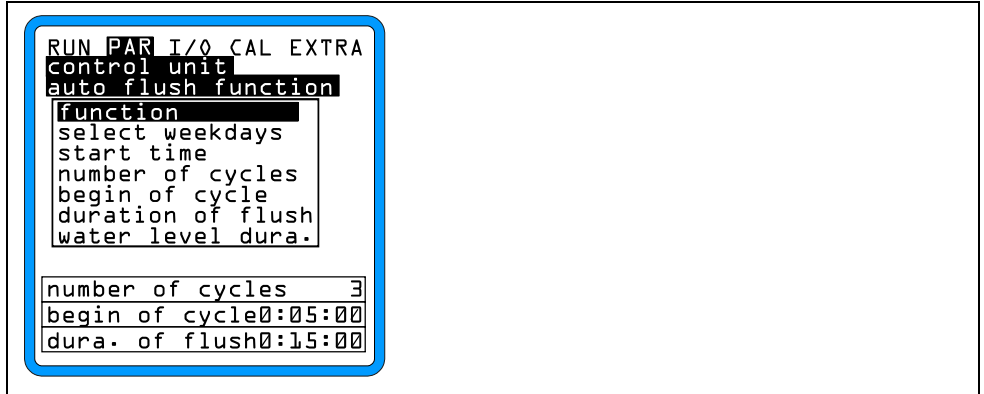 RUN PAR I/O CAL EXTRA
control unit
auto flush function
function
select weekdays
start time
number of cycles
begin of cycle
duration of flush
water level dura.
number of cycles 3
begin of cycle0:05:00
dura. of flush0:15:00